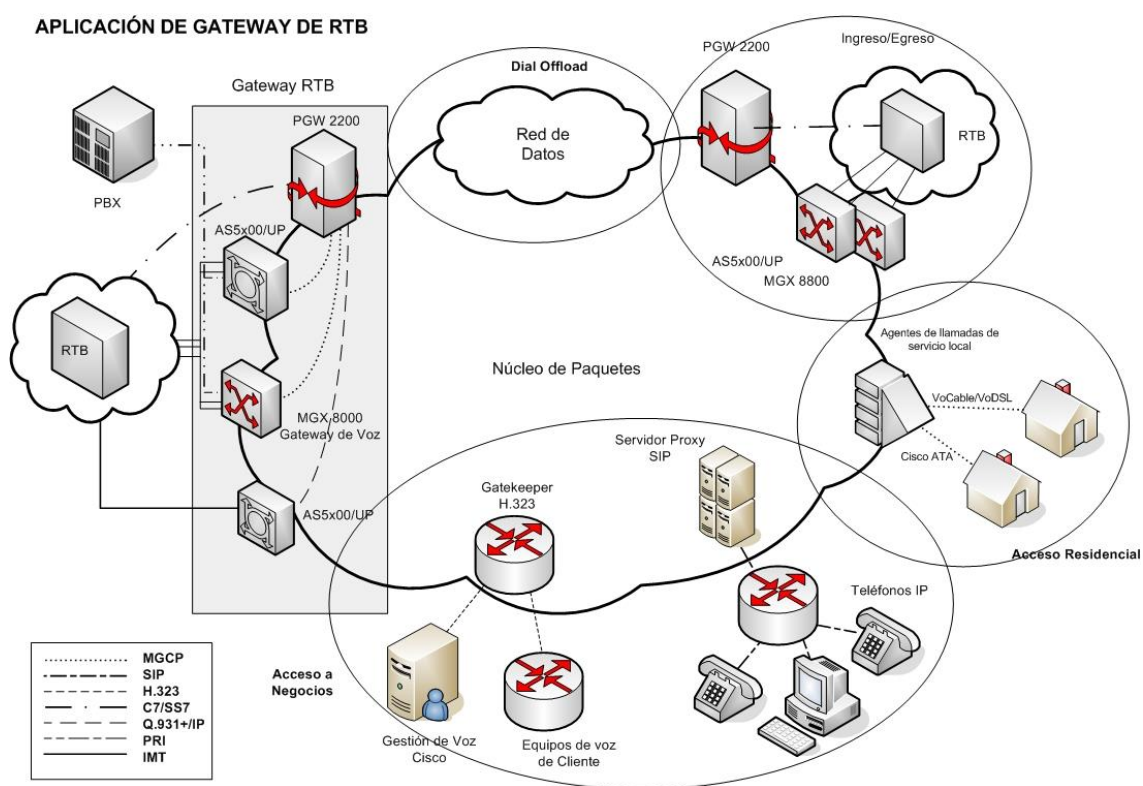 APLICACIÓN DE GATEWAY DE RTB
Gateway RTB
PGW 2200
PBX
AS5x00/UP
RTB
MGX 8000
Gateway de Voz
AS5x00/UP
Dial Offload
Red de
Datos
PGW 2200
Ingreso/Egreso
RTB
AS5x00/UP
MGX 8800
Núcleo de Paquetes
Agentes de llamadas de
servicio local
VoCable/VoDSL
Cisco ATA
Acceso Residencial
Servidor Proxy
SIP
Gatekeeper
H.323
Teléfonos IP
Acceso a
Negocios
Gestión de Voz
Cisco
Equipos de voz
de Cliente
MGCP
SIP
H.323
C7/SS7
Q.931+/IP
PRI
IMT